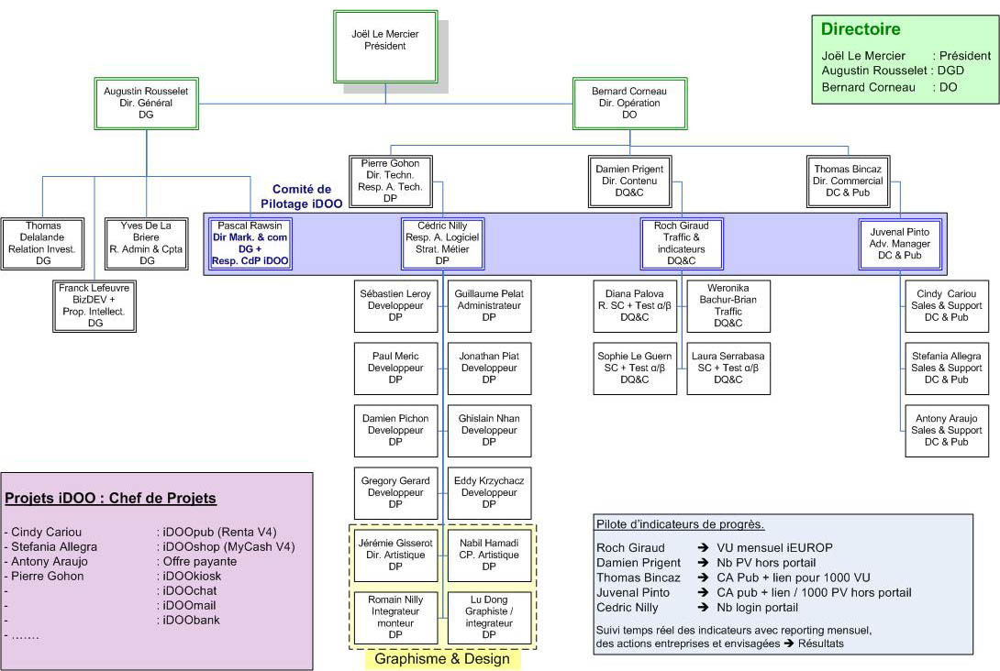 Joël Le Mercier
Président
Directoire
Joël Le Mercier : Président
Augustin Rousselet : DGD
Bernard Corneau : DO
Augustin Rousselet
Dir. Général
DG
Bernard Corneau
Dir. Opération
DO
Pierre Gohon
Dir. Techn.
Resp. A. Tech.
DP
Damien Prigent
Dir. Contenu
DQ&C
Thomas Bincaz
Dir. Commercial
DC & Pub
Comité de
Pilotage iDOO
Thomas
Delalande
Relation Invest.
DG
Yves De La
Briere
R. Admin & Cpta
DG
Pascal Rawsin
Dir Mark. & com
DG +
Resp. CdP iDOO
Cédric Nilly
Resp. A. Logiciel
Strat. Métier
DP
Roch Giraud
Traffic &
indicateurs
DQ&C
Juvenal Pinto
Adv. Manager
DC & Pub
Franck Lefeuvre
BizDEV +
Prop. Intellect.
DG
Sébastien Leroy
Developpeur
DP
Guillaume Pelat
Administrateur
DP
Diana Palova
R. SC + Test α/β
DQ&C
Weronika
Bachur-Brian
Traffic
DQ&C
Cindy Cariou
Sales & Support
DC & Pub
Paul Meric
Developpeur
DP
Jonathan Piat
Developpeur
DP
Sophie Le Guern
SC + Test α/β
DQ&C
Laura Serrabasa
SC + Test α/β
DQ&C
Stefania Allegra
Sales & Support
DC & Pub
Damien Pichon
Developpeur
DP
Ghislain Nhan
Developpeur
DP
Antony Araujo
Sales & Support
DC & Pub
Gregory Gerard
DP
Eddy Krzychacz
DP
Jérémie Gisserot
Dir. Artistique
DP
Nabil Hamadi
CP. Artistique
DP
Romain Nilly
Integrateur
monteur
DP
Lu Dong
Graphiste /
integrateur
DP
Graphisme & Design
Projets iDOO : Chef de Projets
- Cindy Cariou : iDOOpub (Renta V4)
- Stefania Allegra : iDOOshop (MyCash V4)
- Antony Araujo : Offre payante
- Pierre Gohon : iDOOkiosk
- : iDOOchat
- : iDOOmail
- : iDOObank
- .......
Pilote d'indicateurs de progrès.
Roch Giraud ➔ VU mensuel iEUROP
Damien Prigent ➔ Nb PV hors portail
Thomas Bincaz ➔ CA Pub + lien pour 1000 VU
Juvenal Pinto ➔ CA pub + lien / 1000 PV hors portail
Cedric Nilly ➔ Nb login portail
Suivi temps réel des indicateurs avec reporting mensuel,
des actions entreprises et envisagées ➔ Résultats